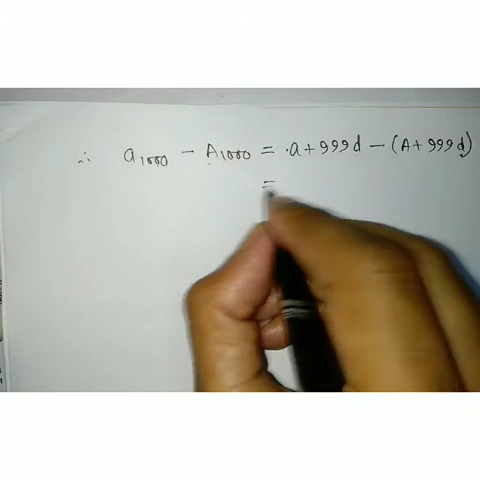 ∴ a₁₀₀₀ − A₁₀₀₀ = a + 999d − (A + 999d)
=